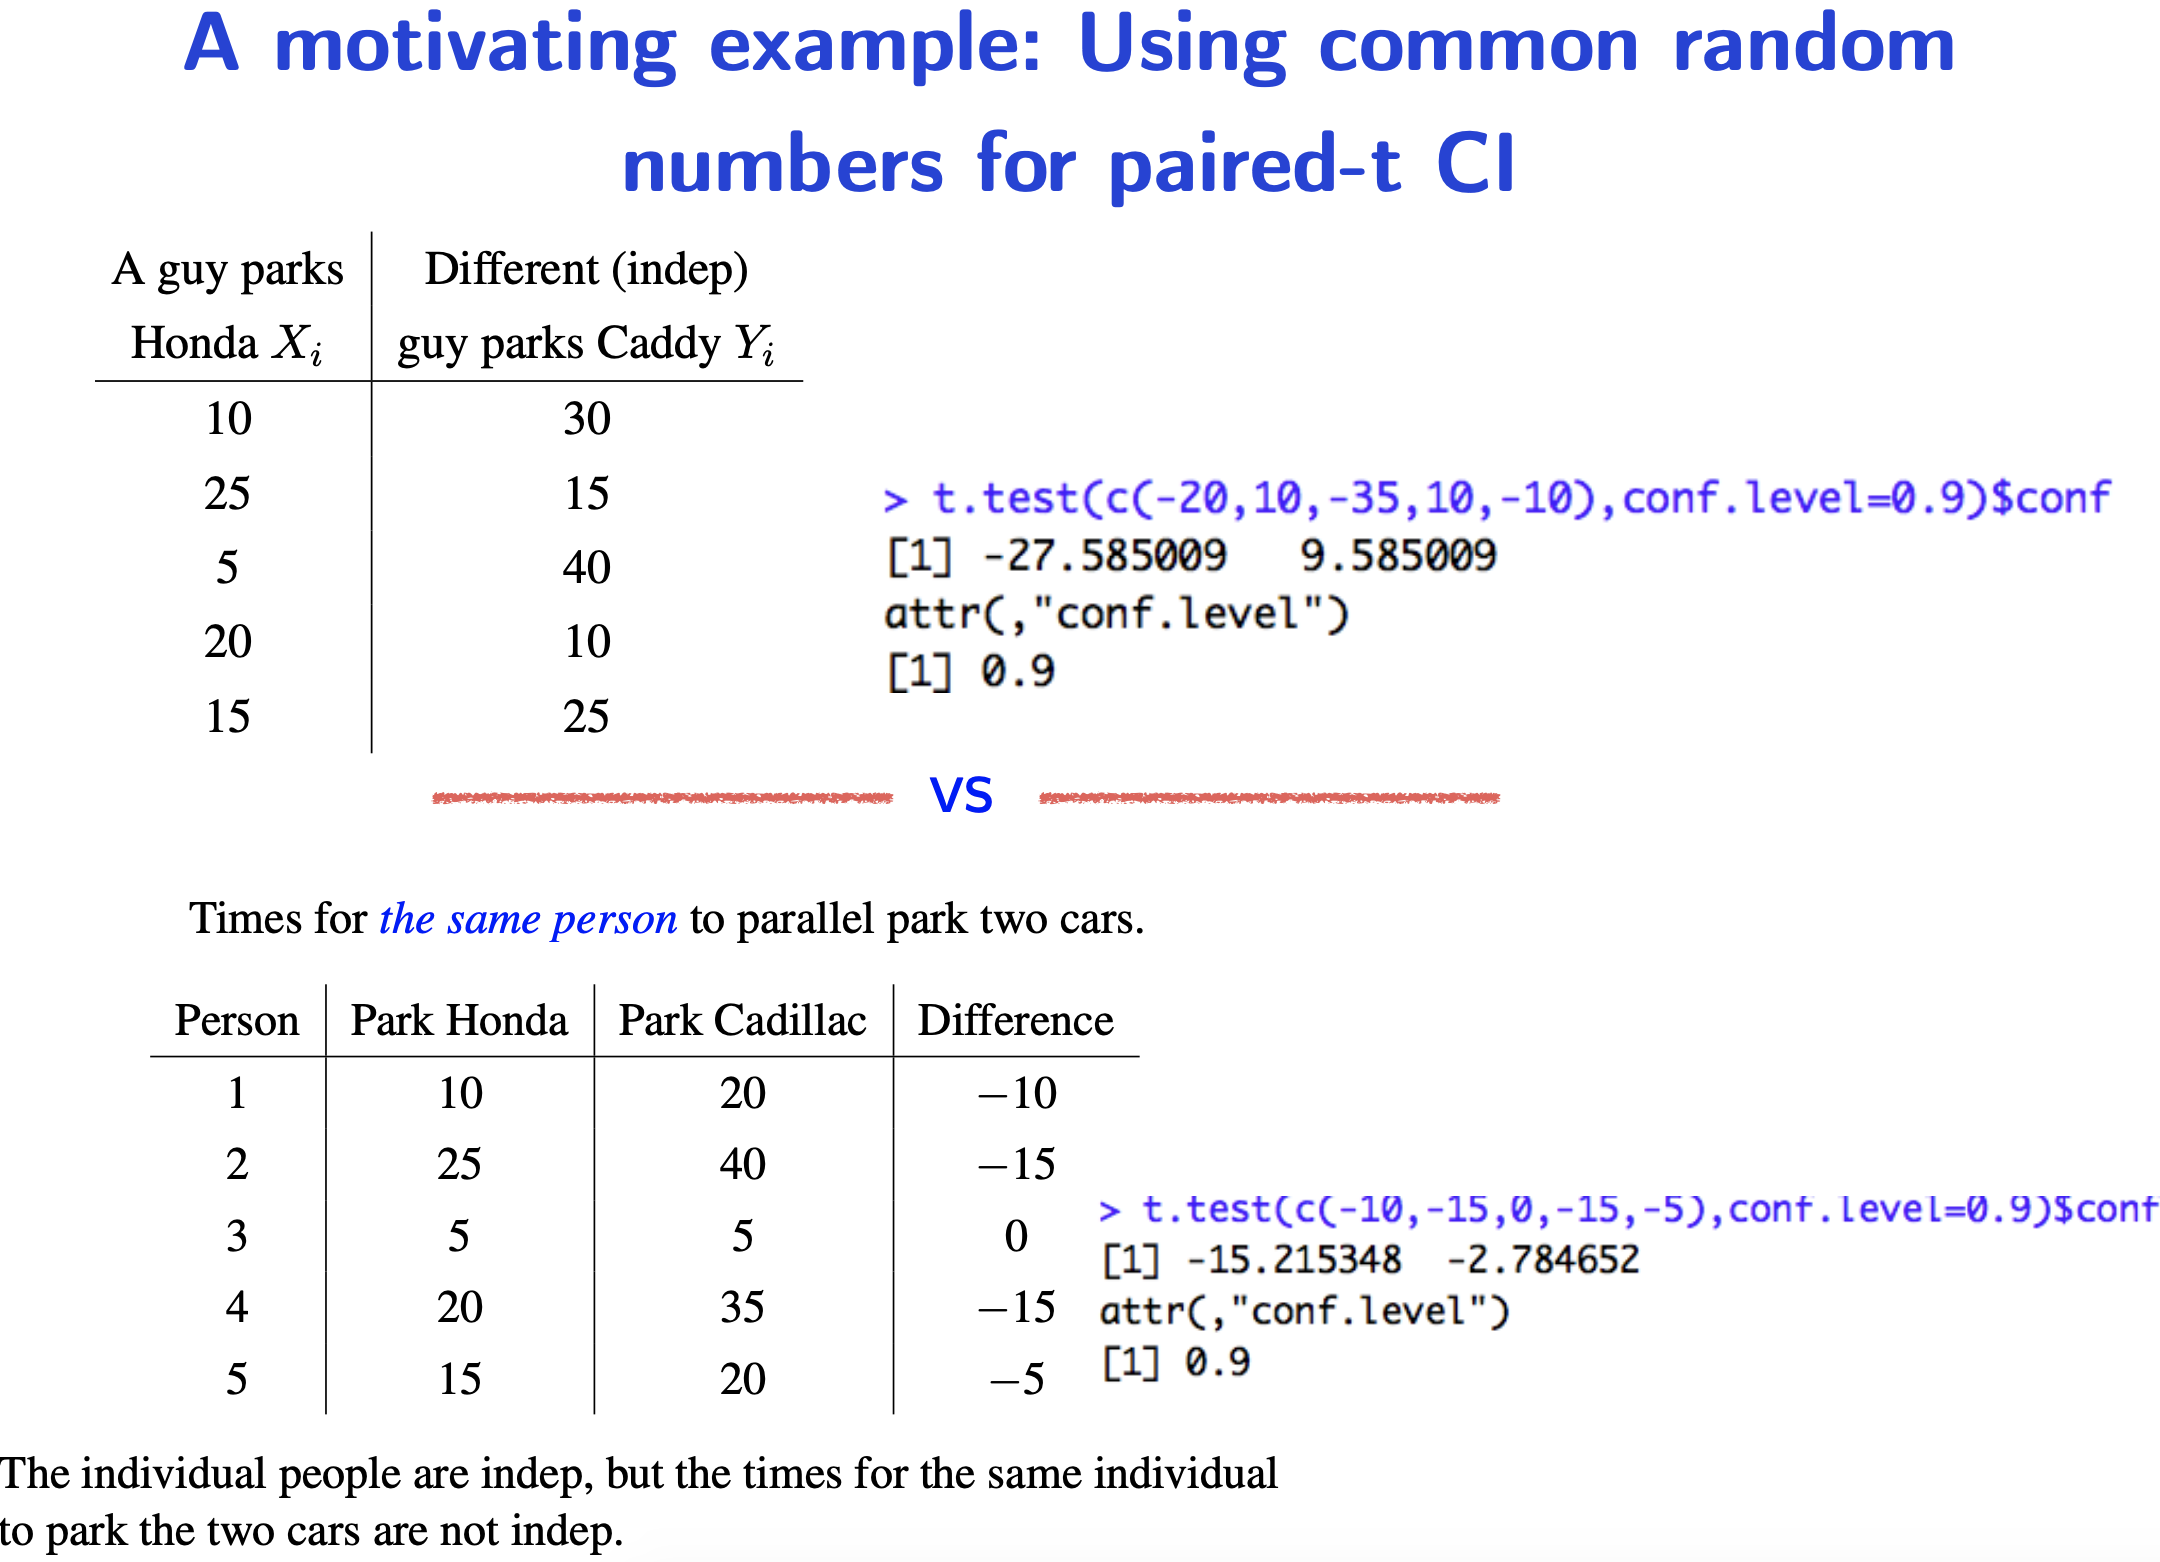 A motivating example: Using common random
numbers for paired-t CI
A guy parks Different (indep)
Honda Xi guy parks Caddy Yi
10 30
25 15
5 40
20 10
15 25
> t.test(c(-20,10,-35,10,-10),conf.level=0.9)$conf
[1] -27.585009 9.585009
attr(,"conf.level")
[1] 0.9
vs
Times for the same person to parallel park two cars.
Person Park Honda Park Cadillac Difference
1 10 20 −10
2 25 40 −15
3 5 5 0
4 20 35 −15
5 15 20 −5
> t.test(c(-10,-15,0,-15,-5),conf.level=0.9)$conf
[1] -15.215348 -2.784652
attr(,"conf.level")
[1] 0.9
The individual people are indep, but the times for the same individual
to park the two cars are not indep.